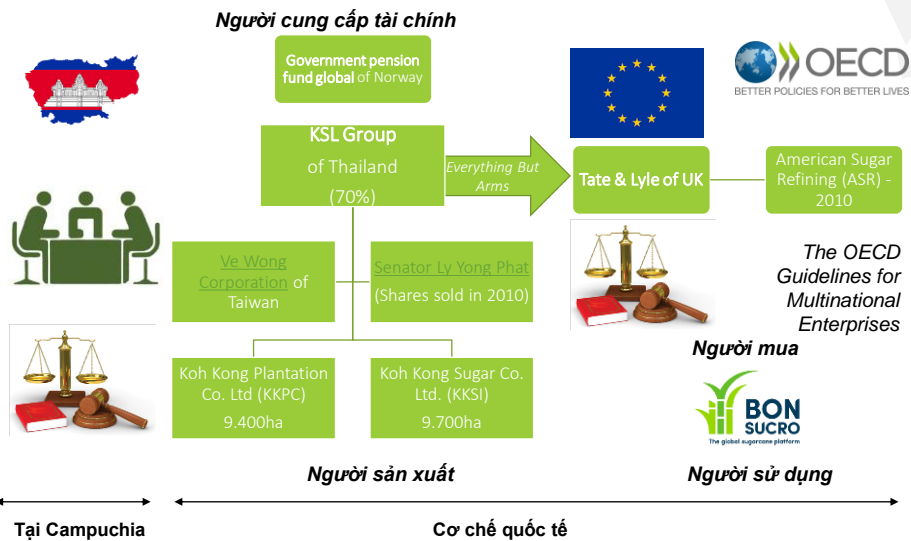 Người cung cấp tài chính
Government pension
fund global of Norway
OECD
BETTER POLICIES FOR BETTER LIVES
KSL Group
of Thailand
(70%)
Everything But
Arms
Tate & Lyle of UK
American Sugar
Refining (ASR) -
2010
Ve Wong
Corporation of
Taiwan
Senator Ly Yong Phat
(Shares sold in 2010)
The OECD
Guidelines for
Multinational
Enterprises
Người mua
Koh Kong Plantation
Co. Ltd (KKPC)
9.400ha
Koh Kong Sugar Co.
Ltd. (KKSI)
9.700ha
BON
SUCRO
The global sugarcane platform
Người sản xuất
Người sử dụng
Tại Campuchia
Cơ chế quốc tế